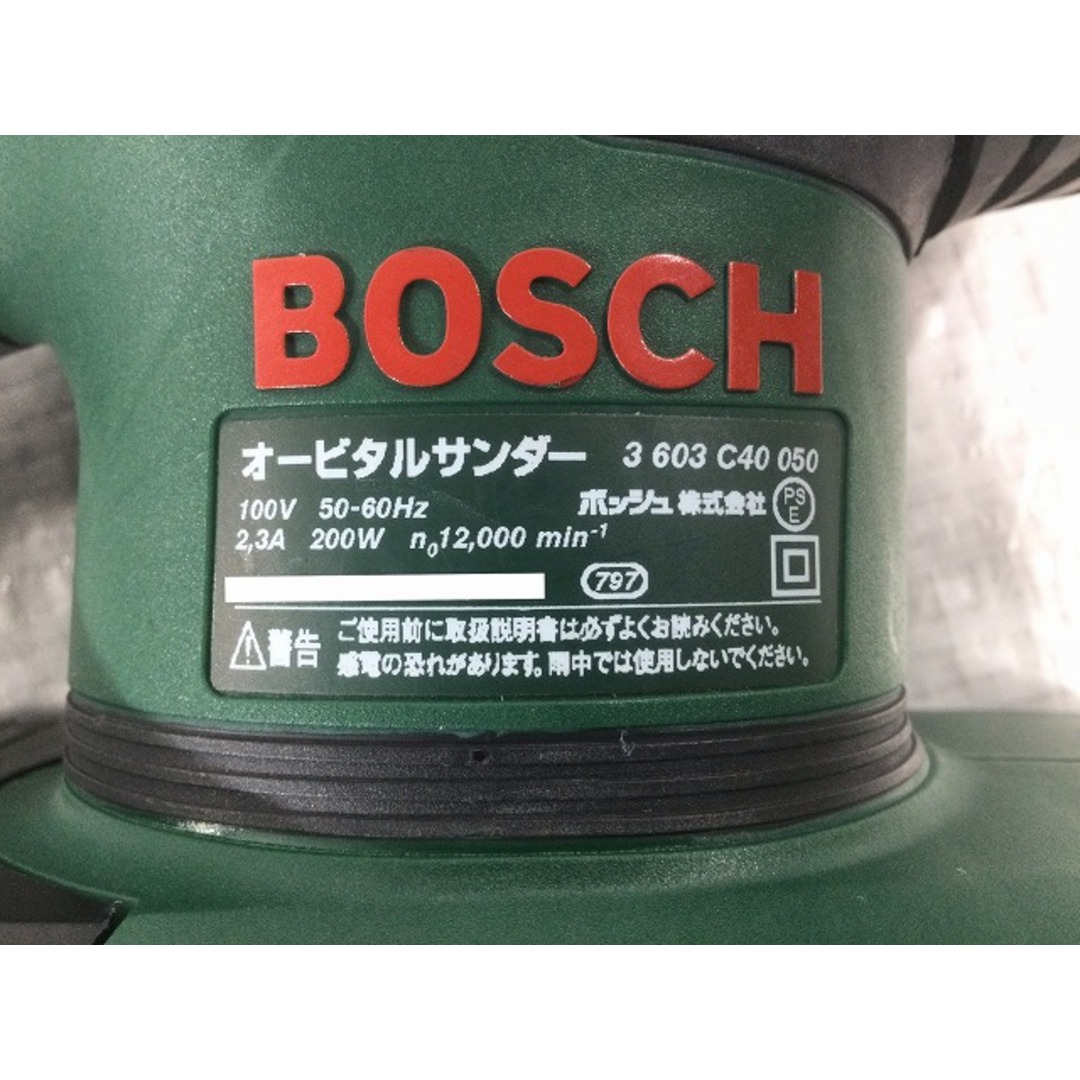 BOSCH
オービタルサンダー 3 603 C40 050
100V 50-60Hz ボッシュ株式会社 PSE
2,3A 200W n₀12,000 min⁻¹
797
警告 ご使用前に取扱説明書は必ずよくお読みください。
感電の恐れがあります。雨中では使用しないでください。